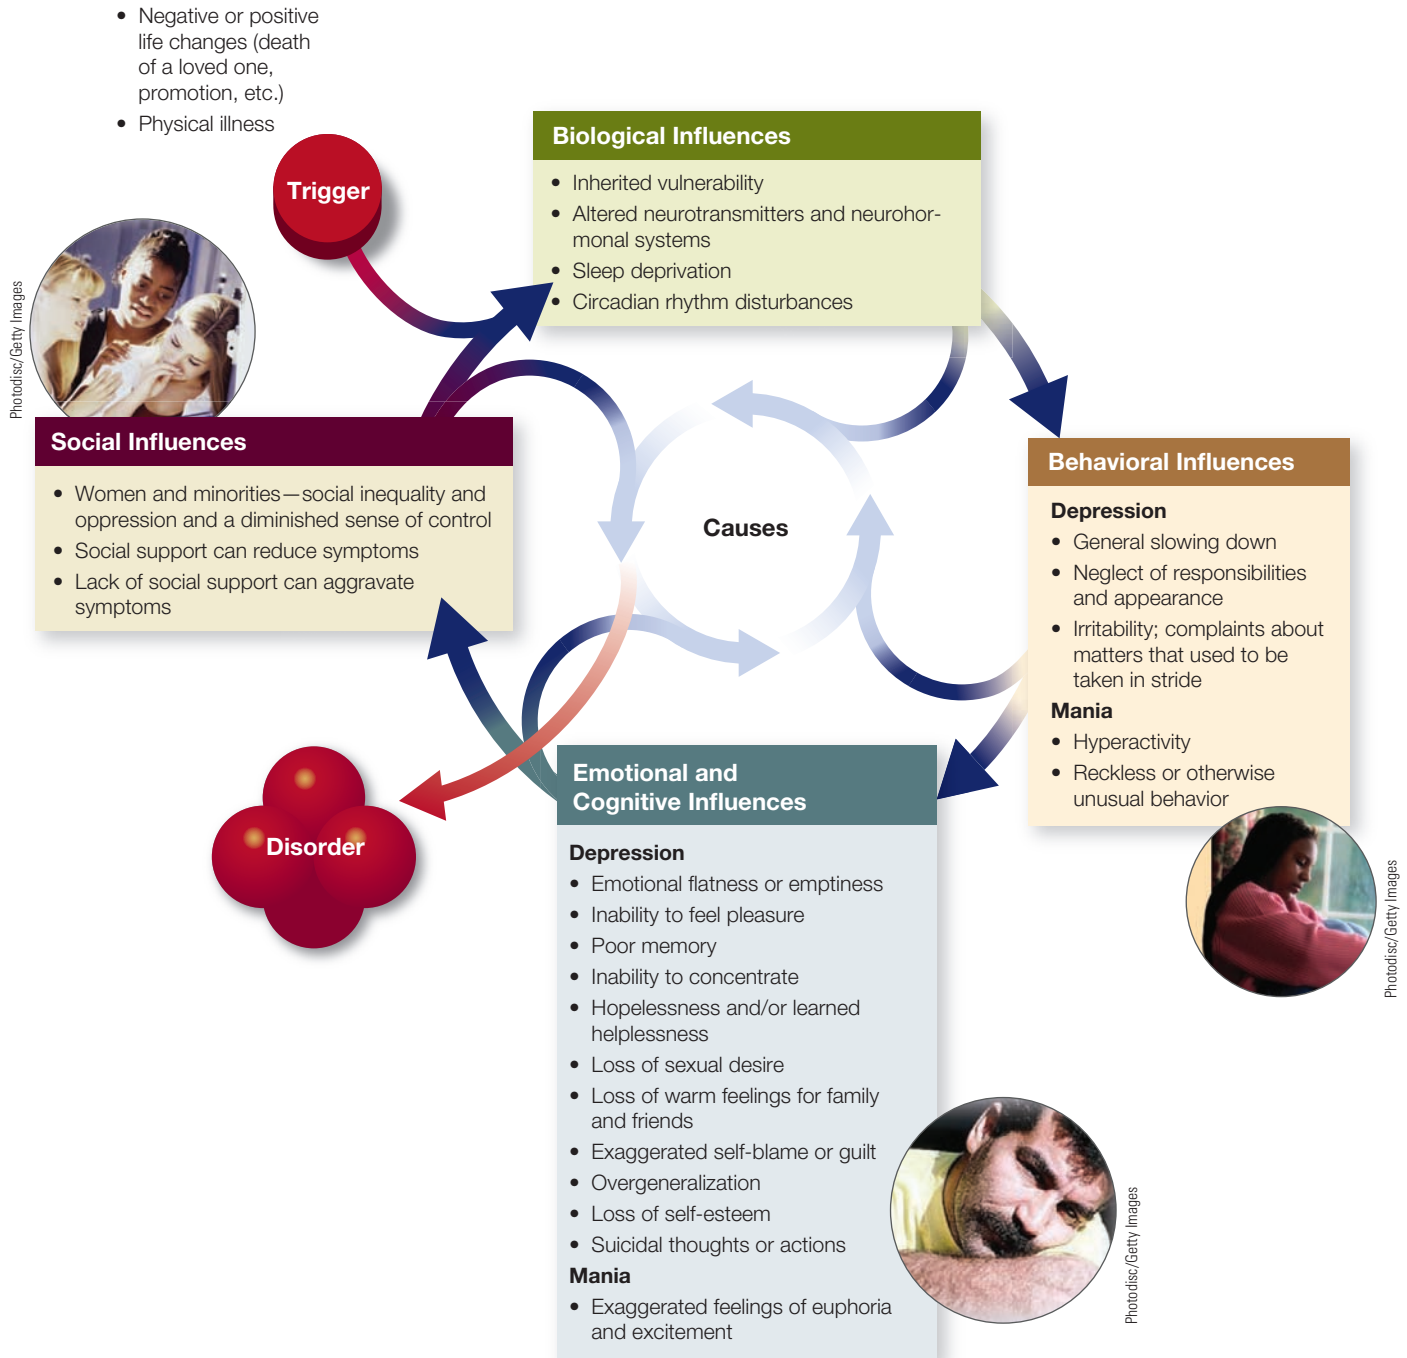 • Negative or positive
life changes (death
of a loved one,
promotion, etc.)
• Physical illness
Trigger
Biological Influences
• Inherited vulnerability
• Altered neurotransmitters and neurohor-
monal systems
• Sleep deprivation
• Circadian rhythm disturbances
Photodisc/Getty Images
Social Influences
• Women and minorities—social inequality and
oppression and a diminished sense of control
• Social support can reduce symptoms
• Lack of social support can aggravate
symptoms
Causes
Behavioral Influences
Depression
• General slowing down
• Neglect of responsibilities
and appearance
• Irritability; complaints about
matters that used to be
taken in stride
Mania
• Hyperactivity
• Reckless or otherwise
unusual behavior
Photodisc/Getty Images
Disorder
Emotional and
Cognitive Influences
Depression
• Emotional flatness or emptiness
• Inability to feel pleasure
• Poor memory
• Inability to concentrate
• Hopelessness and/or learned
helplessness
• Loss of sexual desire
• Loss of warm feelings for family
and friends
• Exaggerated self-blame or guilt
• Overgeneralization
• Loss of self-esteem
• Suicidal thoughts or actions
Mania
• Exaggerated feelings of euphoria
and excitement
Photodisc/Getty Images